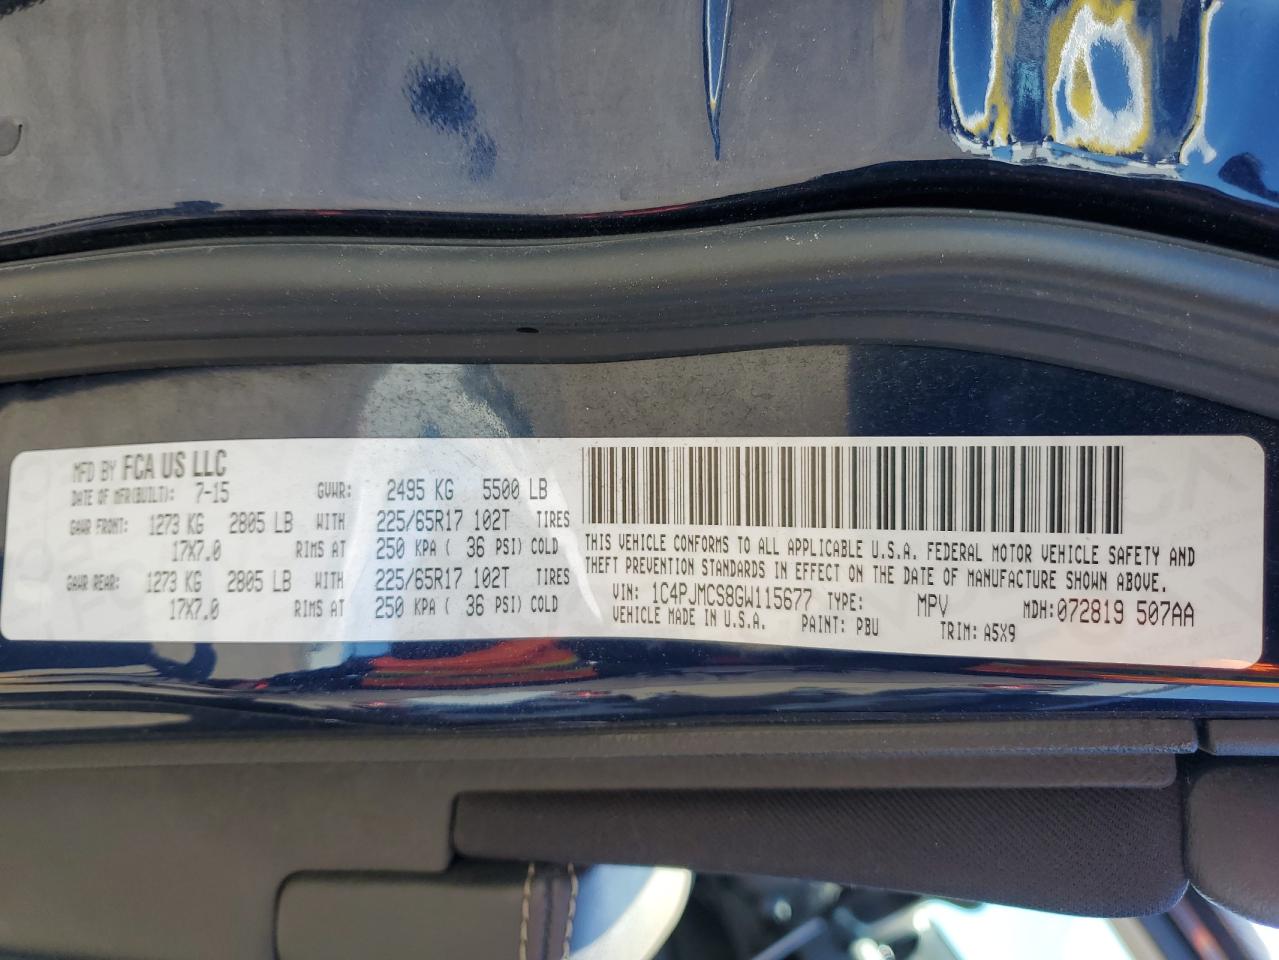 MFD BY FCA US LLC
DATE OF MFR(BUILT): 7-15 GVWR: 2495 KG 5500 LB
GAWR FRONT: 1273 KG 2805 LB WITH 225/65R17 102T TIRES
17X7.0 RIMS AT 250 KPA ( 36 PSI) COLD
GAWR REAR: 1273 KG 2805 LB WITH 225/65R17 102T TIRES
17X7.0 RIMS AT 250 KPA ( 36 PSI) COLD
THIS VEHICLE CONFORMS TO ALL APPLICABLE U.S.A. FEDERAL MOTOR VEHICLE SAFETY AND
THEFT PREVENTION STANDARDS IN EFFECT ON THE DATE OF MANUFACTURE SHOWN ABOVE.
VIN: 1C4PJMCS8GW115677 TYPE: MPV MDH: 072819 507AA
VEHICLE MADE IN U.S.A. PAINT: PBU TRIM: A5X9